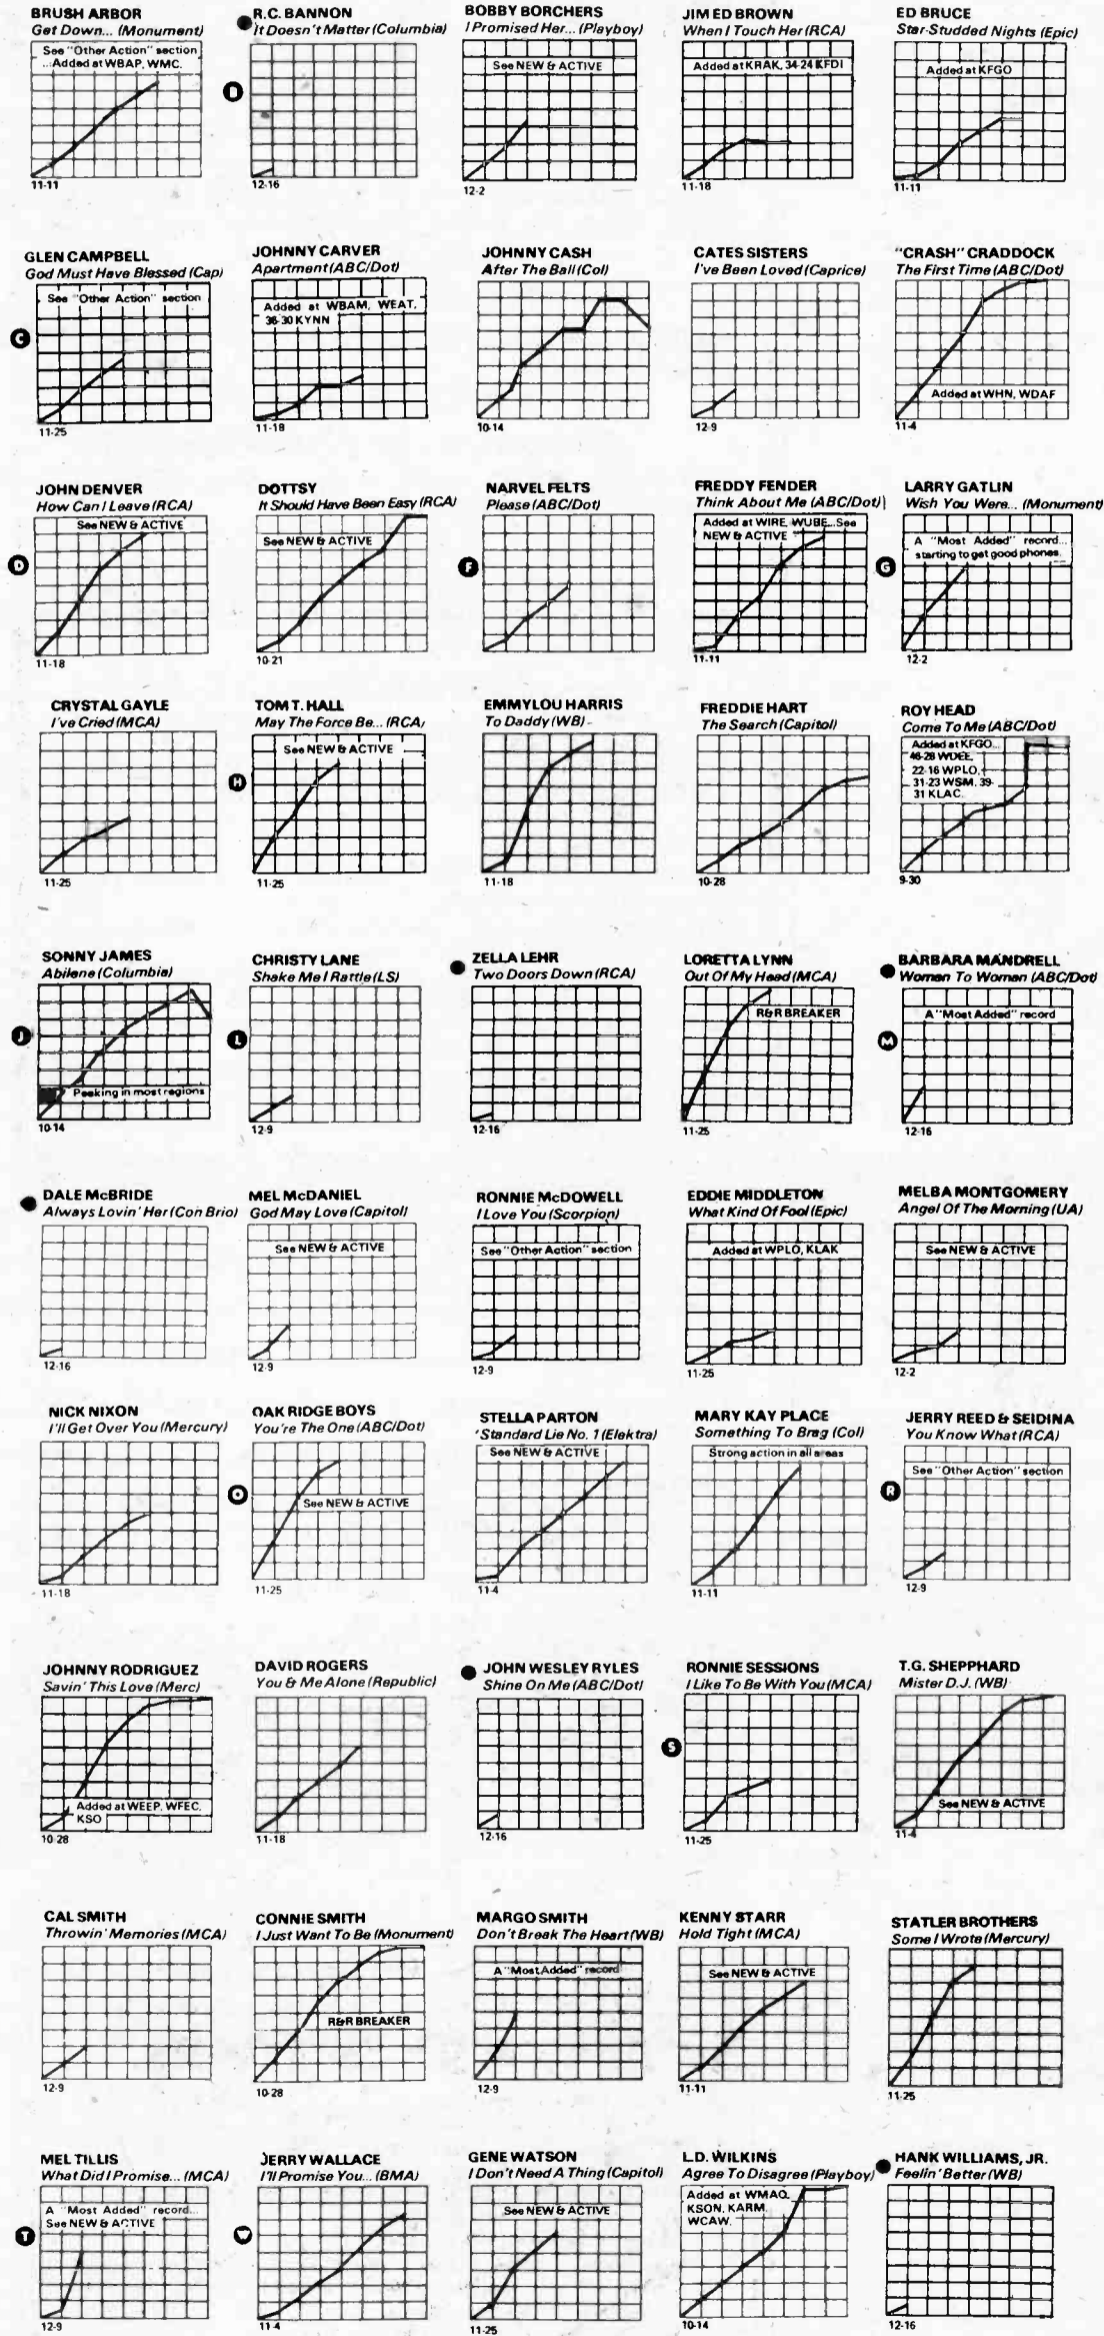 BRUSH ARBOR
Get Down... (Monument)
See "Other Action" section
...Added at WBAP, WMC.
11-11
R.C. BANNON
It Doesn't Matter (Columbia)
B
12-16
BOBBY BORCHERS
I Promised Her... (Playboy)
See NEW & ACTIVE
12-2
JIM ED BROWN
When I Touch Her (RCA)
Added at KRAK, 34-24 KFDI
11-18
ED BRUCE
Star-Studded Nights (Epic)
Added at KFGO
11-11
GLEN CAMPBELL
God Must Have Blessed (Cap)
See "Other Action" section
C
11-25
JOHNNY CARVER
Apartment (ABC/Dot)
Added at WBAM, WEAT,
36-30 KYNN
11-18
JOHNNY CASH
After The Ball (Col)
10-14
CATES SISTERS
I've Been Loved (Caprice)
12-9
"CRASH" CRADDOCK
The First Time (ABC/Dot)
Added at WHN, WDAF
11-4
JOHN DENVER
How Can I Leave (RCA)
See NEW & ACTIVE
D
11-18
DOTTSY
It Should Have Been Easy (RCA)
See NEW & ACTIVE
10-21
NARVEL FELTS
Please (ABC/Dot)
F
11-25
FREDDY FENDER
Think About Me (ABC/Dot)
Added at WIRE, WUBE...See
NEW & ACTIVE
11-11
LARRY GATLIN
Wish You Were... (Monument)
A "Most Added" record...
starting to get good phones.
G
12-2
CRYSTAL GAYLE
I've Cried (MCA)
11-25
TOM T. HALL
May The Force Be... (RCA)
See NEW & ACTIVE
H
11-25
EMMYLOU HARRIS
To Daddy (WB)
11-18
FREDDIE HART
The Search (Capitol)
10-28
ROY HEAD
Come To Me (ABC/Dot)
Added at KFGO...
46-28 WDEE,
22-16 WPLO,
31-23 WSM, 39-
31 KLAC.
9-30
SONNY JAMES
Abilene (Columbia)
J
Peaking in most regions
10-14
CHRISTY LANE
Shake Me I Rattle (LS)
L
12-9
ZELLA LEHR
Two Doors Down (RCA)
12-16
LORETTA LYNN
Out Of My Head (MCA)
R&R BREAKER
11-25
BARBARA MANDRELL
Woman To Woman (ABC/Dot)
A "Most Added" record
M
12-16
DALE McBRIDE
Always Lovin' Her (Con Brio)
12-16
MEL McDANIEL
God May Love (Capitol)
See NEW & ACTIVE
12-9
RONNIE McDOWELL
I Love You (Scorpion)
See "Other Action" section
12-9
EDDIE MIDDLETON
What Kind Of Fool (Epic)
Added at WPLO, KLAK
11-25
MELBA MONTGOMERY
Angel Of The Morning (UA)
See NEW & ACTIVE
12-2
NICK NIXON
I'll Get Over You (Mercury)
11-18
OAK RIDGE BOYS
You're The One (ABC/Dot)
O
See NEW & ACTIVE
11-25
STELLA PARTON
'Standard Lie No. 1 (Elektra)
See NEW & ACTIVE
11-4
MARY KAY PLACE
Something To Brag (Col)
Strong action in all areas
11-11
JERRY REED & SEIDINA
You Know What (RCA)
See "Other Action" section
R
12-9
JOHNNY RODRIGUEZ
Savin' This Love (Merc)
Added at WEEP, WFEC,
KSO
10-28
DAVID ROGERS
You & Me Alone (Republic)
11-18
JOHN WESLEY RYLES
Shine On Me (ABC/Dot)
12-16
RONNIE SESSIONS
I Like To Be With You (MCA)
S
11-25
T.G. SHEPPHARD
Mister D.J. (WB)
See NEW & ACTIVE
11-4
CAL SMITH
Throwin' Memories (MCA)
12-9
CONNIE SMITH
I Just Want To Be (Monument)
R&R BREAKER
10-28
MARGO SMITH
Don't Break The Heart (WB)
A "Most Added" record
12-9
KENNY STARR
Hold Tight (MCA)
See NEW & ACTIVE
11-11
STATLER BROTHERS
Some I Wrote (Mercury)
11-25
MEL TILLIS
What Did I Promise... (MCA)
A "Most Added" record...
See NEW & ACTIVE
T
12-9
JERRY WALLACE
I'll Promise You... (BMA)
W
11-4
GENE WATSON
I Don't Need A Thing (Capitol)
See NEW & ACTIVE
11-25
L.D. WILKINS
Agree To Disagree (Playboy)
Added at WMAQ,
KSON, KARM,
WCAW.
10-14
HANK WILLIAMS, JR.
Feelin' Better (WB)
12-16